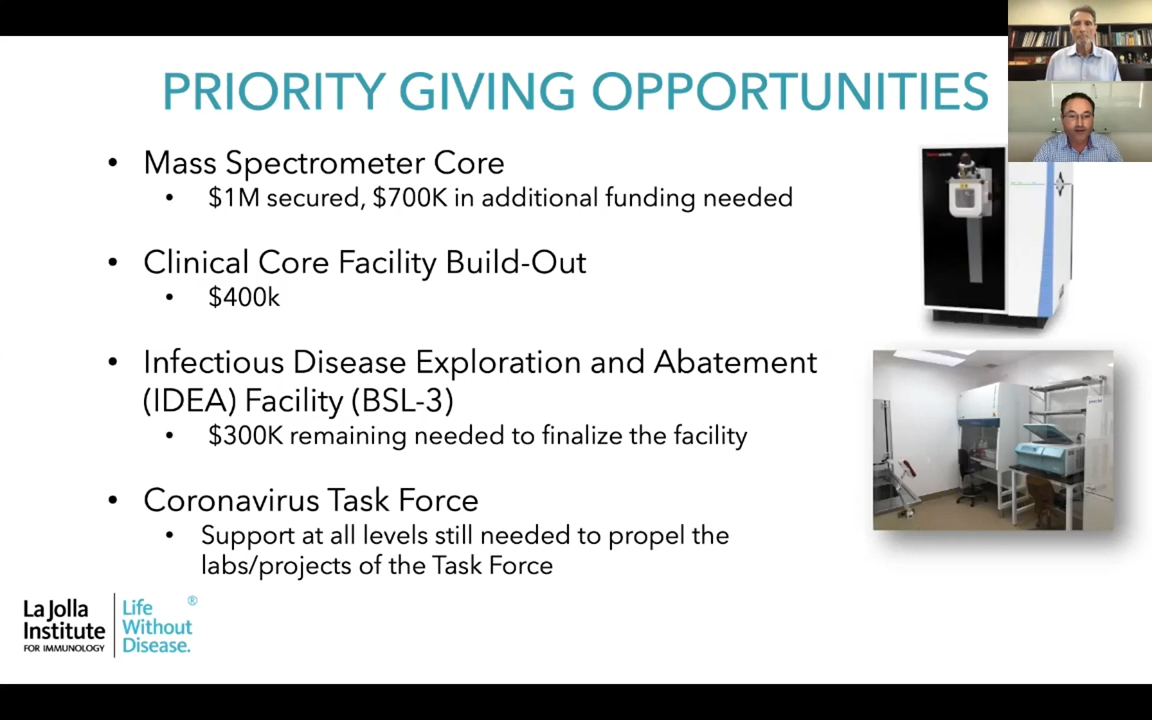 PRIORITY GIVING OPPORTUNITIES
• Mass Spectrometer Core
• $1M secured, $700K in additional funding needed
• Clinical Core Facility Build-Out
• $400k
• Infectious Disease Exploration and Abatement
(IDEA) Facility (BSL-3)
• $300K remaining needed to finalize the facility
• Coronavirus Task Force
• Support at all levels still needed to propel the
labs/projects of the Task Force
La Jolla
Institute
FOR IMMUNOLOGY
Life ®
Without
Disease.